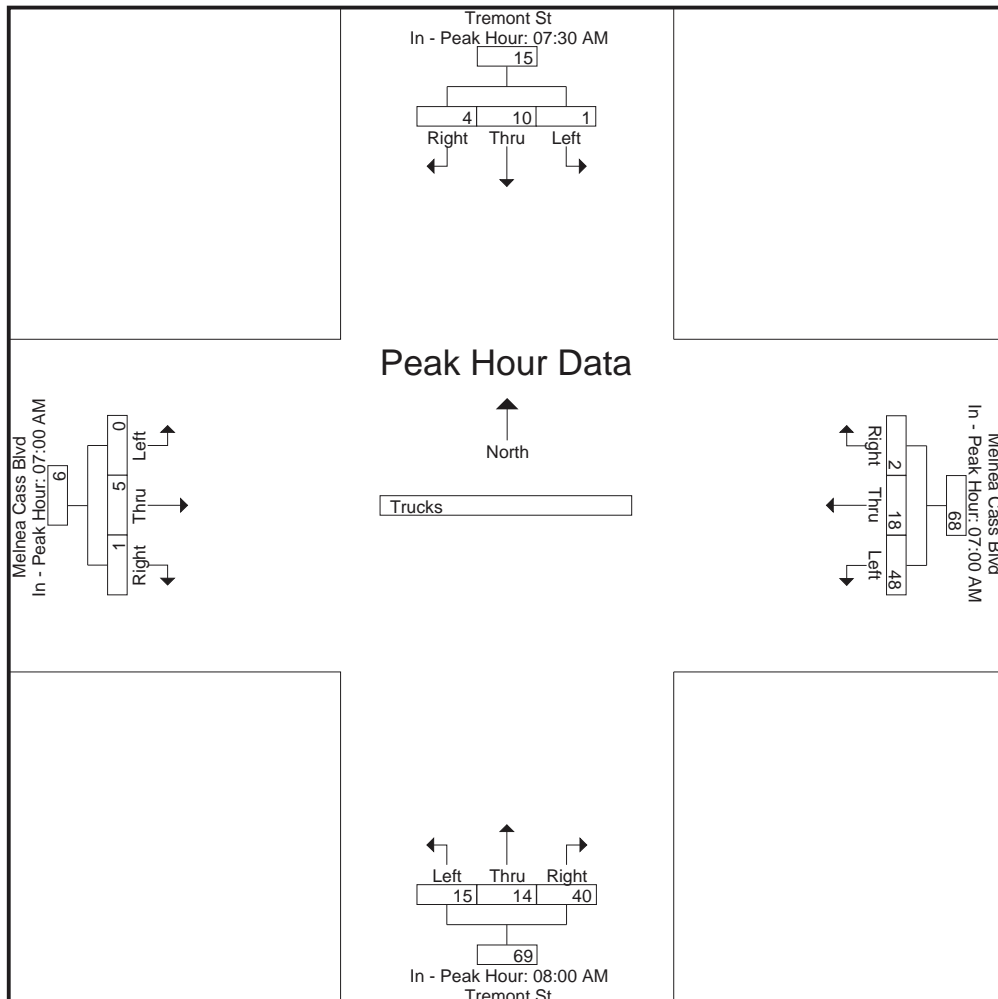 Tremont St
In - Peak Hour: 07:30 AM
15
4 10 1
Right Thru Left
Peak Hour Data
North
Trucks
Melnea Cass Blvd
In - Peak Hour: 07:00 AM
6
0 5 1
Left Thru Right
Melnea Cass Blvd
In - Peak Hour: 07:00 AM
68
2 18 48
Right Thru Left
Left Thru Right
15 14 40
69
In - Peak Hour: 08:00 AM
Tremont St